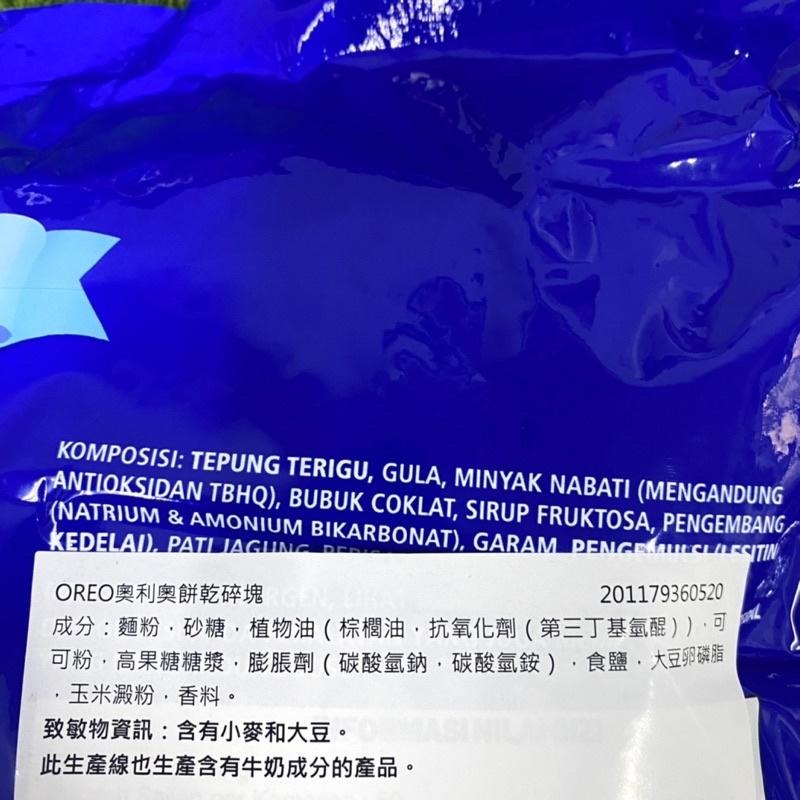 KOMPOSISI: TEPUNG TERIGU, GULA, MINYAK NABATI (MENGANDUNG
ANTIOKSIDAN TBHQ), BUBUK COKLAT, SIRUP FRUKTOSA, PENGEMBANG
(NATRIUM & AMONIUM BIKARBONAT), GARAM, PENGEMULSI (LESITIN
KEDELAI), PATI JAGUNG,
OREO奧利奧餅乾碎塊 201179360520
成分：麵粉，砂糖，植物油（棕櫚油，抗氧化劑（第三丁基氫醌）），可
可粉，高果糖糖漿，膨脹劑（碳酸氫鈉，碳酸氫銨），食鹽，大豆卵磷脂
，玉米澱粉，香料。
致敏物資訊：含有小麥和大豆。
此生產線也生產含有牛奶成分的產品。